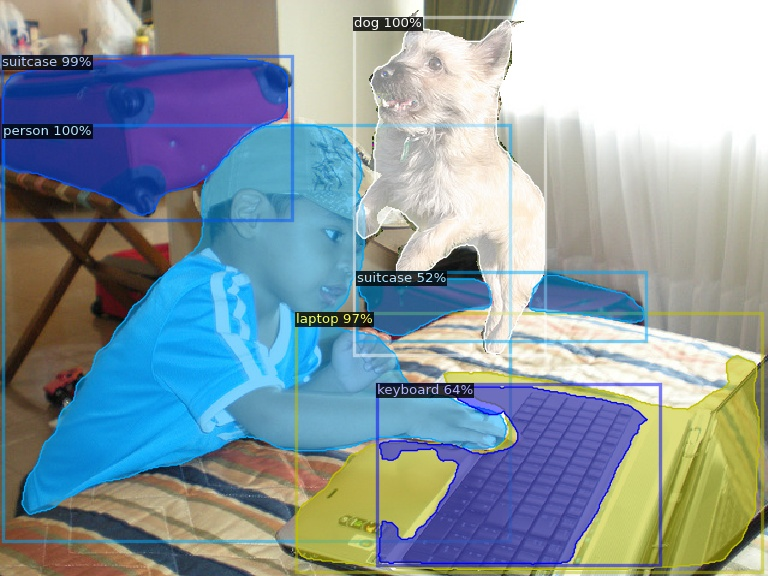 dog 100%
suitcase 99%
person 100%
suitcase 52%
laptop 97%
keyboard 64%